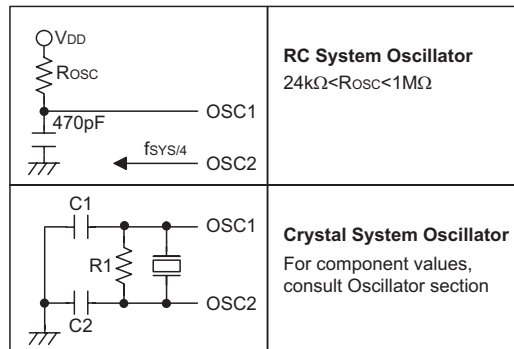 VDD
ROSC
OSC1
470pF
fSYS/4
OSC2
RC System Oscillator
24kΩ<ROSC<1MΩ
C1
OSC1
R1
OSC2
C2
Crystal System Oscillator
For component values,
consult Oscillator section